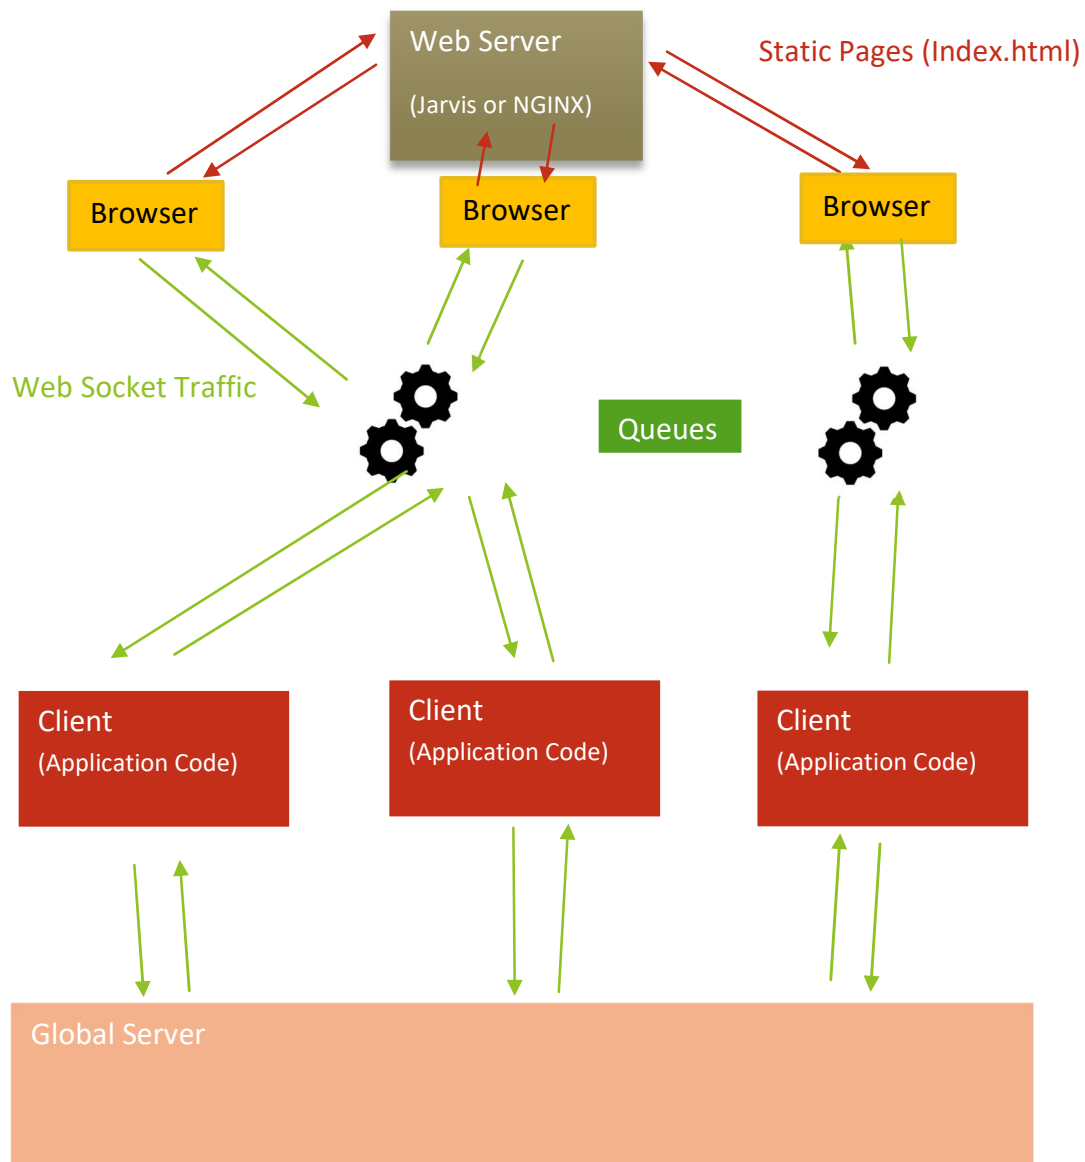 Web Server
Static Pages (Index.html)
(Jarvis or NGINX)
Browser
Browser
Browser
Web Socket Traffic
Queues
Client
(Application Code)
Client
(Application Code)
Client
(Application Code)
Global Server